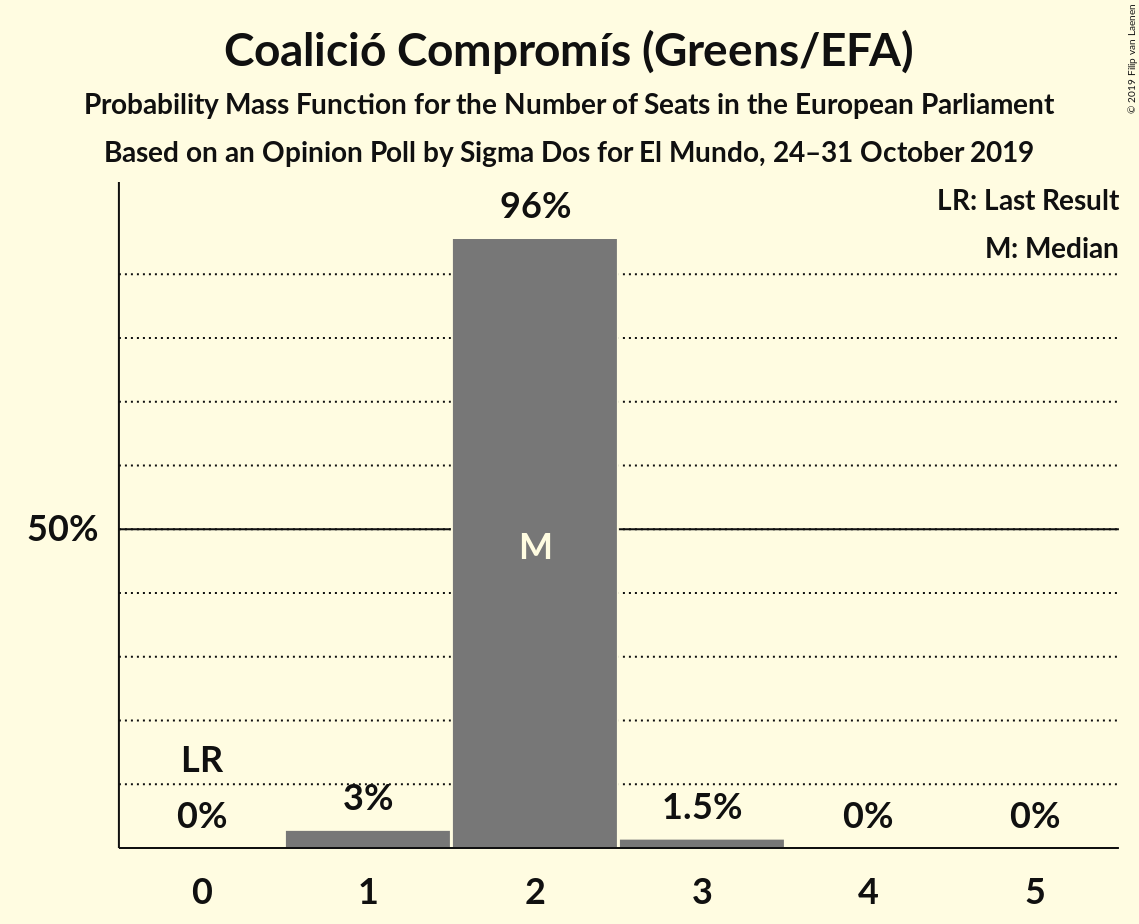 Coalició Compromís (Greens/EFA)
Probability Mass Function for the Number of Seats in the European Parliament
Based on an Opinion Poll by Sigma Dos for El Mundo, 24–31 October 2019
© 2019 Filip van Laenen
LR: Last Result
M: Median
96%
50%
M
LR
0%
3%
1.5%
0%
0%
0 1 2 3 4 5